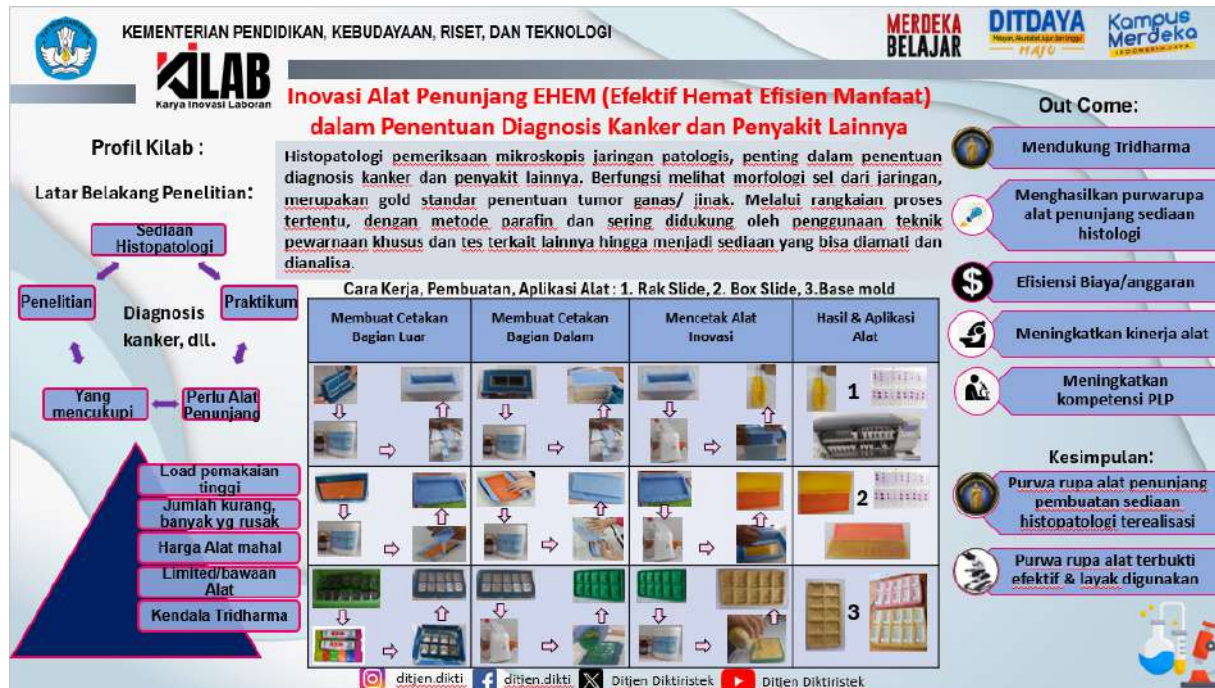 KEMENTERIAN PENDIDIKAN, KEBUDAYAAN, RISET, DAN TEKNOLOGI
KILAB
Karya Inovasi Laboran
MERDEKA
BELAJAR
DITDAYA
MAJU
Kampus
Merdeka
INDONESIA JAYA
Inovasi Alat Penunjang EHEM (Efektif Hemat Efisien Manfaat)
dalam Penentuan Diagnosis Kanker dan Penyakit Lainnya
Profil Kilab :
Latar Belakang Penelitian:
Sediaan
Histopatologi
Penelitian
Praktikum
Diagnosis
kanker, dll.
Yang
mencukupi
Perlu Alat
Penunjang
Load pemakaian
tinggi
Jumlah kurang,
banyak yg rusak
Harga Alat mahal
Limited/bawaan
Alat
Kendala Tridharma
Histopatologi pemeriksaan mikroskopis jaringan patologis, penting dalam penentuan
diagnosis kanker dan penyakit lainnya. Berfungsi melihat morfologi sel dari jaringan,
merupakan gold standar penentuan tumor ganas/ jinak. Melalui rangkaian proses
tertentu, dengan metode parafin dan sering didukung oleh penggunaan teknik
pewarnaan khusus dan tes terkait lainnya hingga menjadi sediaan yang bisa diamati dan
dianalisa.
Cara Kerja, Pembuatan, Aplikasi Alat : 1. Rak Slide, 2. Box Slide, 3.Base mold
Membuat Cetakan
Bagian Luar
Membuat Cetakan
Bagian Dalam
Mencetak Alat
Inovasi
Hasil & Aplikasi
Alat
1
2
3
Out Come:
Mendukung Tridharma
Menghasilkan purwarupa
alat penunjang sediaan
histologi
Efisiensi Biaya/anggaran
Meningkatkan kinerja alat
Meningkatkan
kompetensi PLP
Kesimpulan:
Purwa rupa alat penunjang
pembuatan sediaan
histopatologi terealisasi
Purwa rupa alat terbukti
efektif & layak digunakan
ditjen.dikti
ditjen.dikti
Ditjen Diktiristek
Ditjen Diktiristek